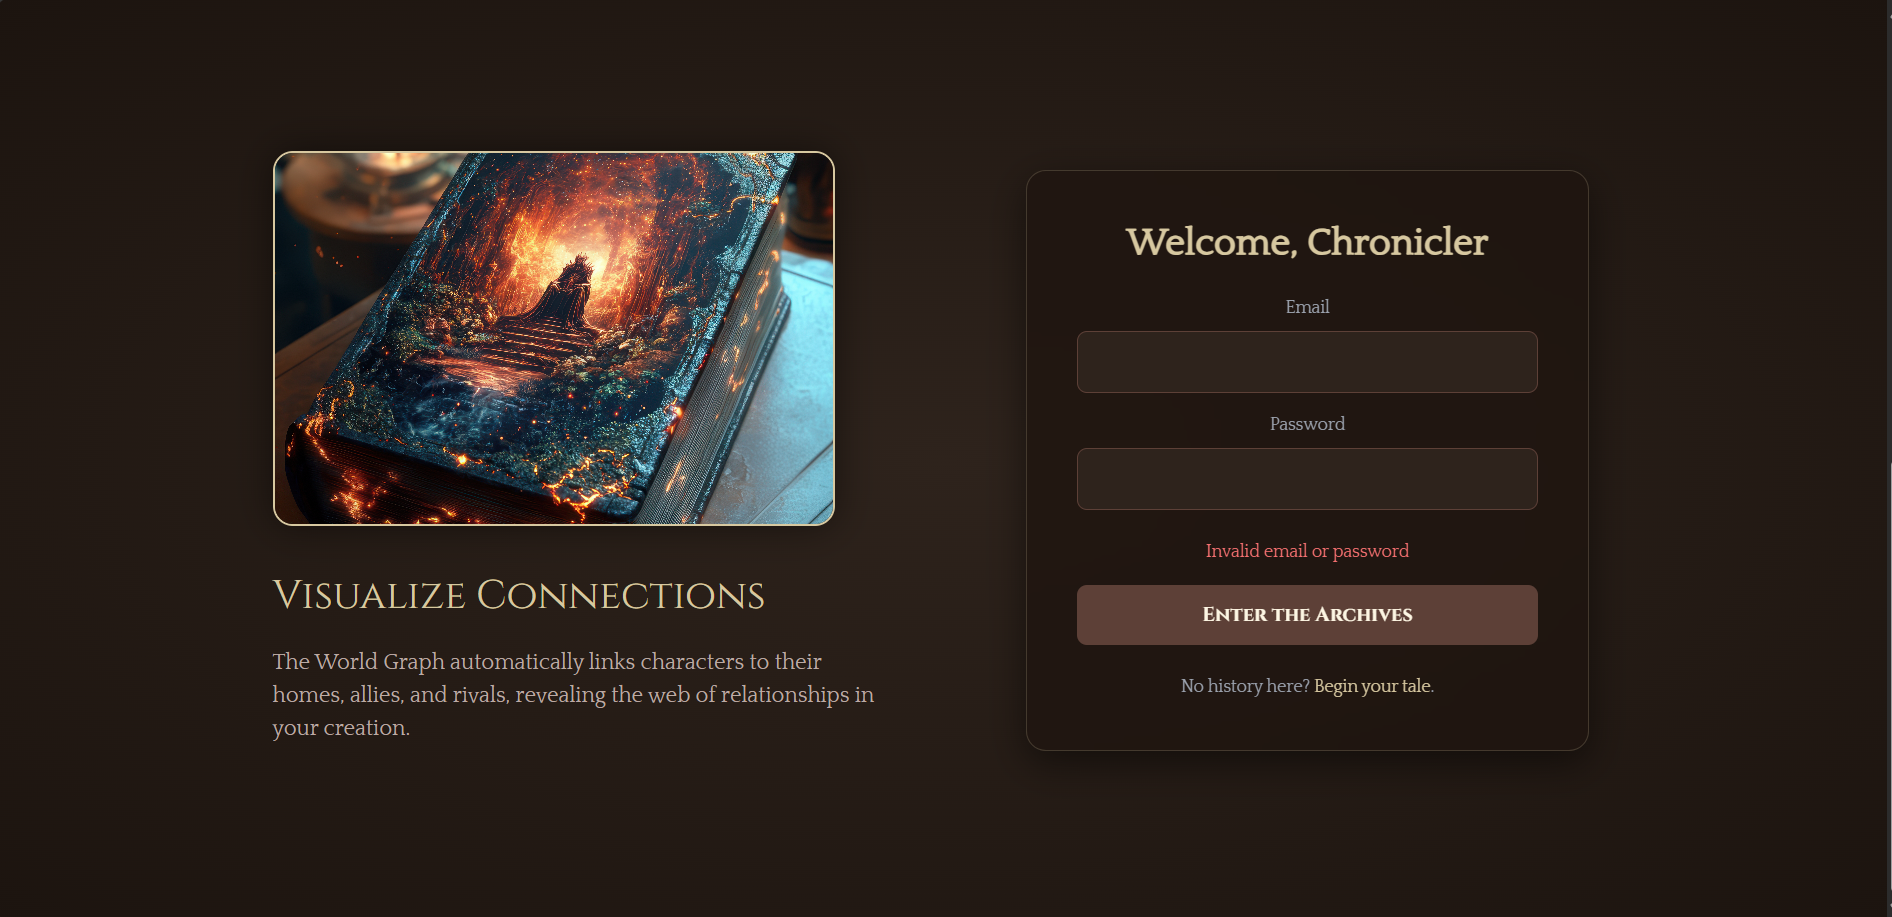 Visualize Connections
The World Graph automatically links characters to their
homes, allies, and rivals, revealing the web of relationships in
your creation.
Welcome, Chronicler
Email
Password
Invalid email or password
Enter the Archives
No history here? Begin your tale.